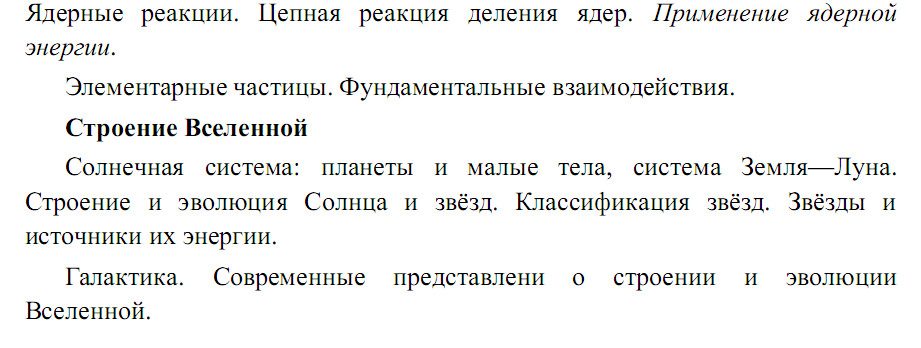 Ядерные реакции. Цепная реакция деления ядер. Применение ядерной
энергии.
Элементарные частицы. Фундаментальные взаимодействия.
Строение Вселенной
Солнечная система: планеты и малые тела, система Земля—Луна.
Строение и эволюция Солнца и звёзд. Классификация звёзд. Звёзды и
источники их энергии.
Галактика. Современные представлени о строении и эволюции
Вселенной.